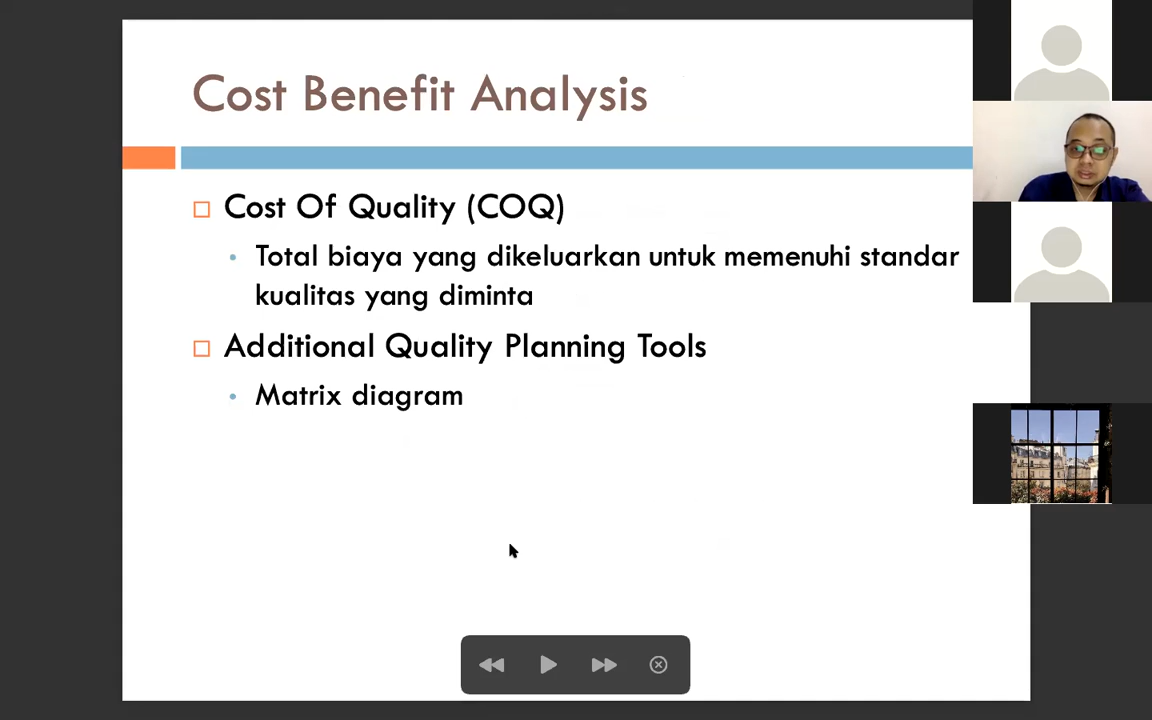 Cost Benefit Analysis
Cost Of Quality (COQ)
Total biaya yang dikeluarkan untuk memenuhi standar
kualitas yang diminta
Additional Quality Planning Tools
Matrix diagram